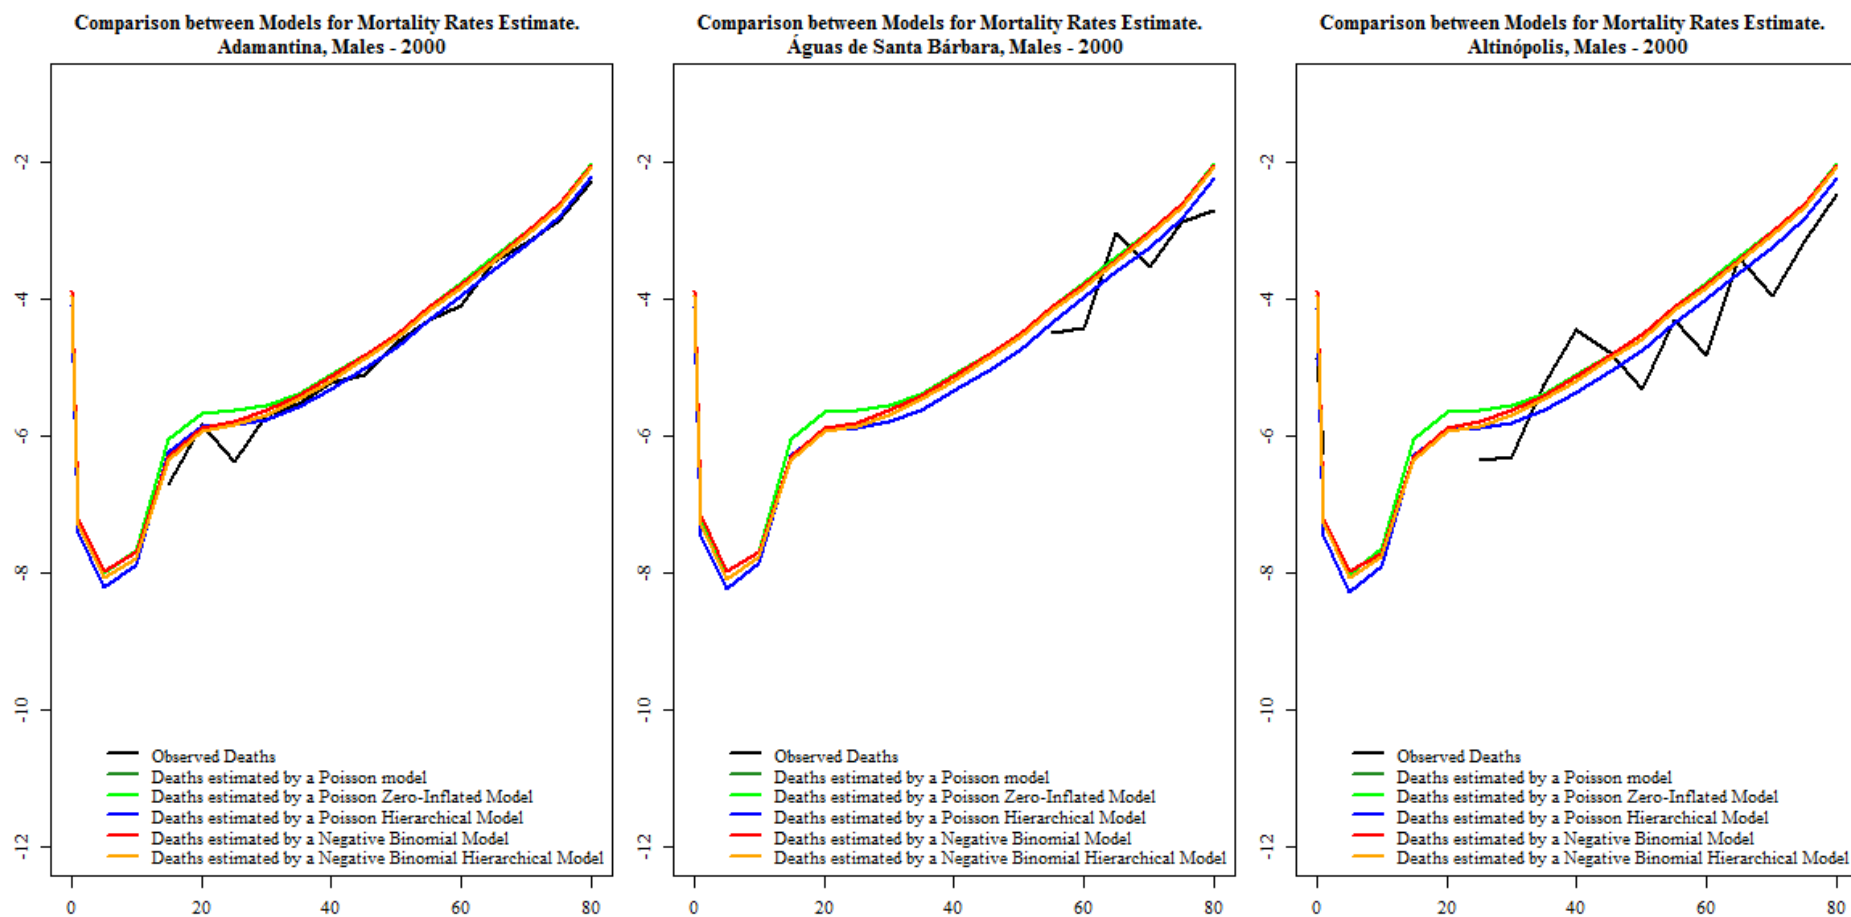 Comparison between Models for Mortality Rates Estimate.
Adamantina, Males - 2000
-2
-4
-6
-8
-10
-12
Observed Deaths
Deaths estimated by a Poisson model
Deaths estimated by a Poisson Zero-Inflated Model
Deaths estimated by a Poisson Hierarchical Model
Deaths estimated by a Negative Binomial Model
Deaths estimated by a Negative Binomial Hierarchical Model
0 20 40 60 80
Comparison between Models for Mortality Rates Estimate.
Águas de Santa Bárbara, Males - 2000
-2
-4
-6
-8
-10
-12
Observed Deaths
Deaths estimated by a Poisson model
Deaths estimated by a Poisson Zero-Inflated Model
Deaths estimated by a Poisson Hierarchical Model
Deaths estimated by a Negative Binomial Model
Deaths estimated by a Negative Binomial Hierarchical Model
0 20 40 60 80
Comparison between Models for Mortality Rates Estimate.
Altinópolis, Males - 2000
-2
-4
-6
-8
-10
-12
Observed Deaths
Deaths estimated by a Poisson model
Deaths estimated by a Poisson Zero-Inflated Model
Deaths estimated by a Poisson Hierarchical Model
Deaths estimated by a Negative Binomial Model
Deaths estimated by a Negative Binomial Hierarchical Model
0 20 40 60 80